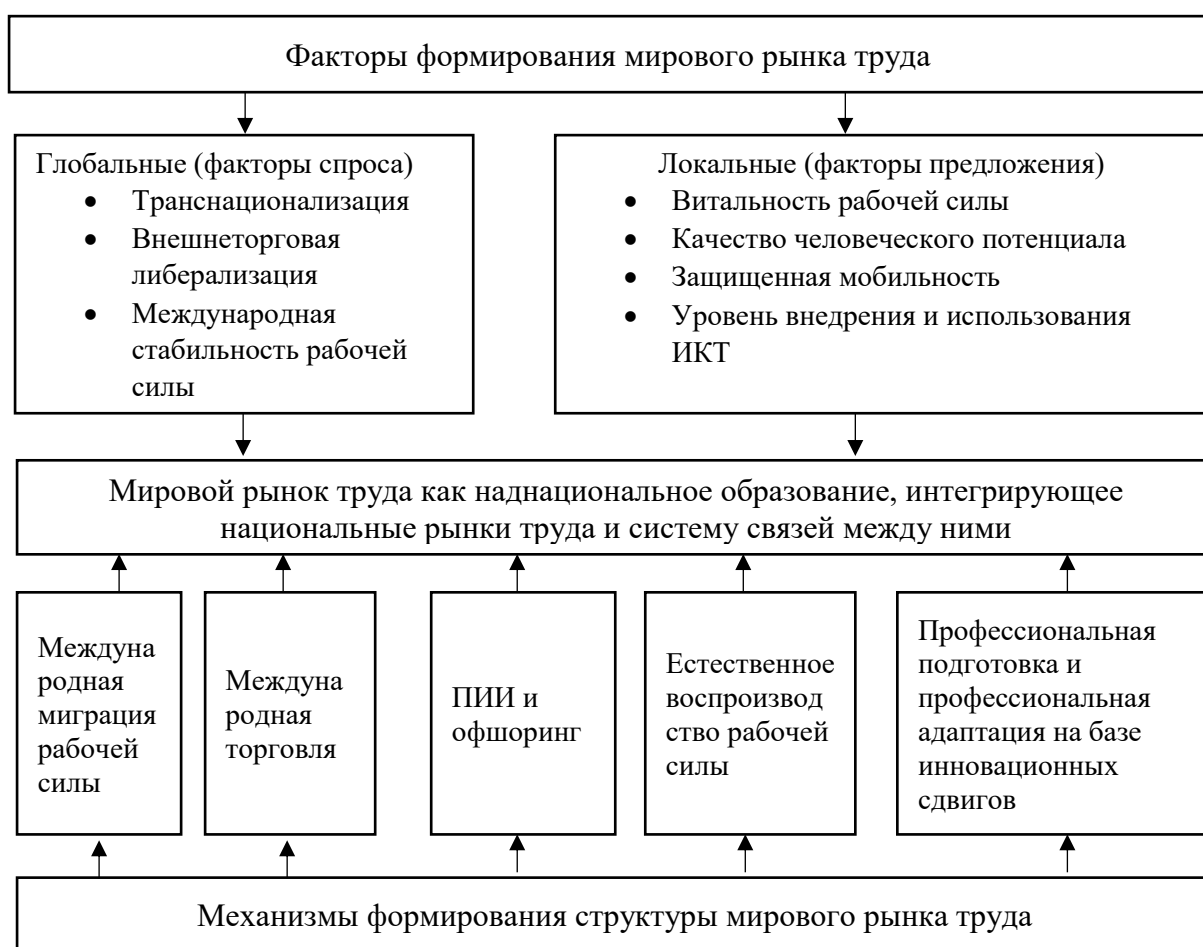 Факторы формирования мирового рынка труда
Глобальные (факторы спроса)
• Транснационализация
• Внешнеторговая
либерализация
• Международная
стабильность рабочей
силы
Локальные (факторы предложения)
• Витальность рабочей силы
• Качество человеческого потенциала
• Защищенная мобильность
• Уровень внедрения и использования
ИКТ
Мировой рынок труда как наднациональное образование, интегрирующее
национальные рынки труда и систему связей между ними
Междуна
родная
миграция
рабочей
силы
Междуна
родная
торговля
ПИИ и
офшоринг
Естественное
воспроизвод
ство рабочей
силы
Профессиональная
подготовка и
профессиональная
адаптация на базе
инновационных
сдвигов
Механизмы формирования структуры мирового рынка труда